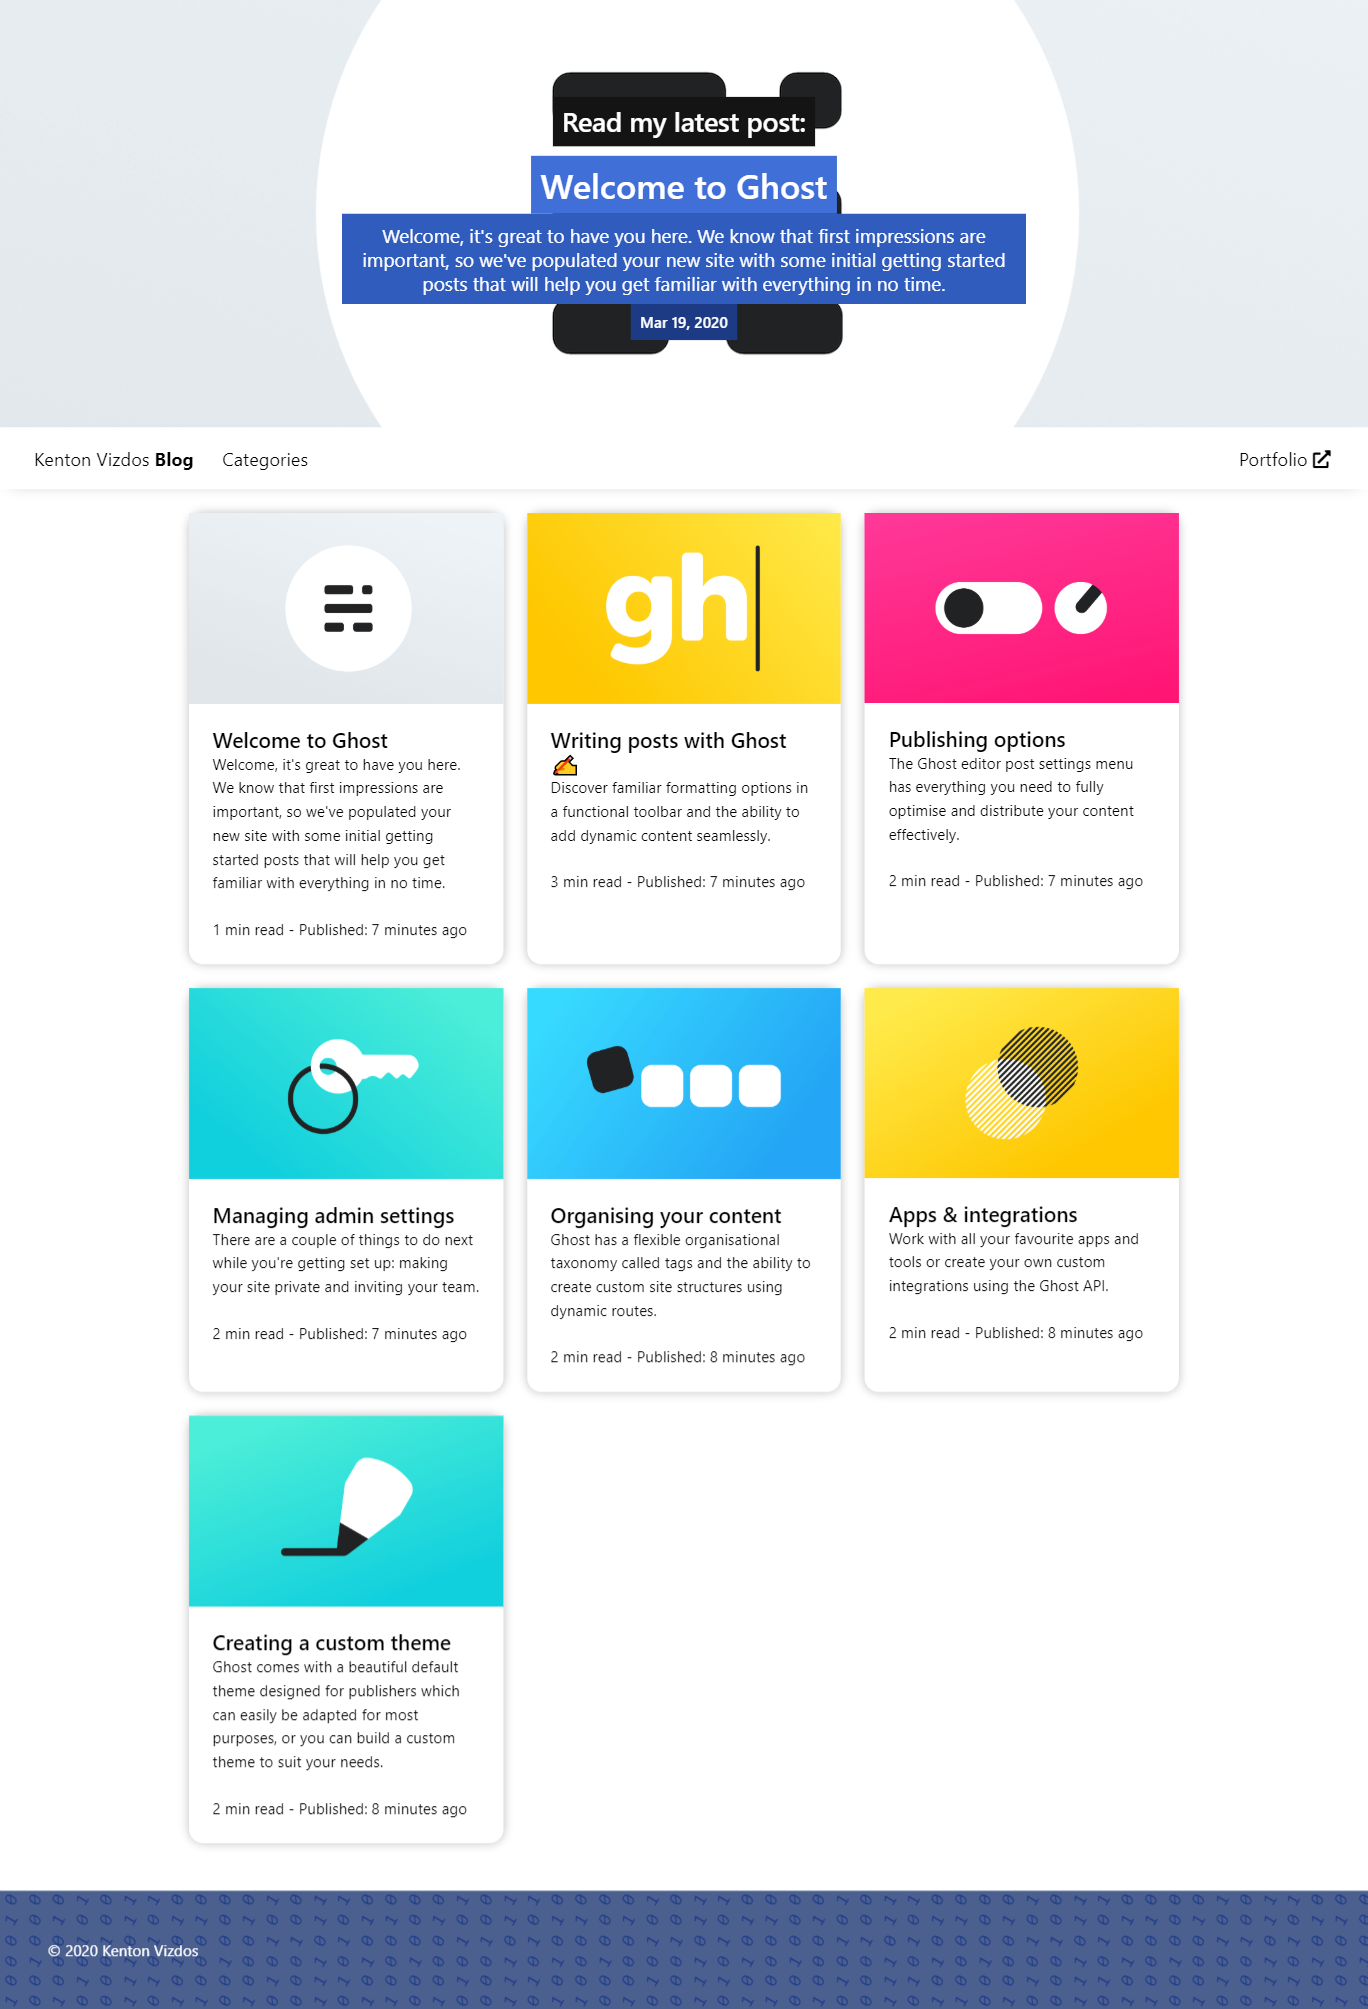 Read my latest post:
Welcome to Ghost
Welcome, it's great to have you here. We know that first impressions are
important, so we've populated your new site with some initial getting started
posts that will help you get familiar with everything in no time.
Mar 19, 2020
Kenton Vizdos Blog
Categories
Portfolio
Welcome to Ghost
Welcome, it's great to have you here.
We know that first impressions are
important, so we've populated your
new site with some initial getting
started posts that will help you get
familiar with everything in no time.
1 min read - Published: 7 minutes ago
gh
Writing posts with Ghost
✍️
Discover familiar formatting options in
a functional toolbar and the ability to
add dynamic content seamlessly.
3 min read - Published: 7 minutes ago
Publishing options
The Ghost editor post settings menu
has everything you need to fully
optimise and distribute your content
effectively.
2 min read - Published: 7 minutes ago
Managing admin settings
There are a couple of things to do next
while you're getting set up: making
your site private and inviting your team.
2 min read - Published: 7 minutes ago
Organising your content
Ghost has a flexible organisational
taxonomy called tags and the ability to
create custom site structures using
dynamic routes.
2 min read - Published: 8 minutes ago
Apps & integrations
Work with all your favourite apps and
tools or create your own custom
integrations using the Ghost API.
2 min read - Published: 8 minutes ago
Creating a custom theme
Ghost comes with a beautiful default
theme designed for publishers which
can easily be adapted for most
purposes, or you can build a custom
theme to suit your needs.
2 min read - Published: 8 minutes ago
© 2020 Kenton Vizdos